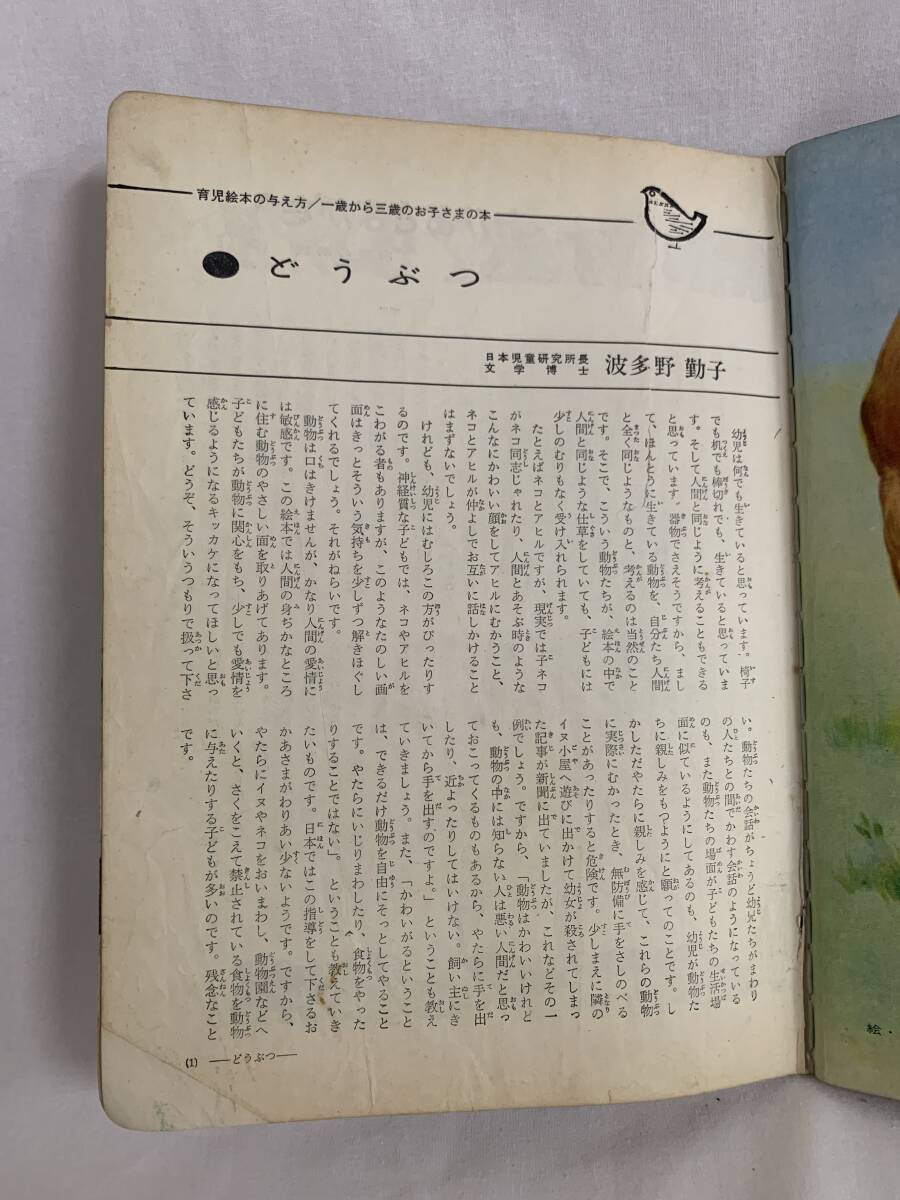 育児絵本の与え方/一歳から三歳のお子さまの本
●どうぶつ
日本児童研究所長
文学博士
波多野 勤子
幼児は何でも生きていると思っています。椅子
でも机でも棒切れでも、生きていると思っていま
す。そして人間と同じように考えることもできる
と思っています。器物でさえそうですから、まし
て、ほんとうに生きている動物を、自分たち人間
と全く同じようなものと、考えるのは当然のこと
です。そこで、こういう動物たちが、絵本の中で
人間と同じような仕草をしていても、子どもには
少しのむりもなく受け入れられます。
たとえばネコとアヒルですが、現実では子ネコ
がネコ同志じゃれたり、人間とあそぶ時のような
こんなにかわいい顔をしてアヒルにむかうこと、
ネコとアヒルが仲よしでお互いに話しかけること
はまずないでしょう。
けれども、幼児にはむしろこの方がぴったりす
るのです。神経質な子どもでは、ネコやアヒルを
こわがる者もありますが、このようなたのしい画
面はきっとそういう気持ちを少しずつ解きほぐし
てくれるでしょう。それがねらいです。
動物は口はきけませんが、かなり人間の愛情に
は敏感です。この絵本では人間の身ぢかなところ
に住む動物のやさしい面を取りあげてあります。
子どもたちが動物に関心をもち、少しでも愛情を
感じるようになるキッカケになってほしいと思っ
ています。どうぞ、そういうつもりで扱って下さ
い。動物たちの会話がちょうど幼児たちがまわり
の人たちとの間でかわす会話のようになっている
のも、また動物たちの場面が子どもたちの生活場
面に似ているようにしてあるのも、幼児が動物た
ちに親しみをもつようにと願ってのことです。し
かしただやたらに親しみを感じて、これらの動物
に実際にむかったとき、無防備に手をさしのべる
ことがあったりすると危険です。少しまえに隣の
イヌ小屋へ遊びに出かけて幼女が殺されてしまっ
た記事が新聞に出ていましたが、これなどその一
例でしょう。ですから、「動物はかわいいけれど
も、動物の中には知らない人は悪い人間だと思っ
ておこってくるものもあるから、やたらに手を出
したり、近よったりしてはいけない。飼い主にき
いてから手を出すのですよ。」ということも教え
ていきましょう。また、「かわいがるということ
は、できるだけ動物を自由にそっとしてやること
です。やたらにいじりまわしたり、食物をやった
りすることではない」。ということも教えていき
たいものです。日本ではこの指導をして下さるお
かあさまがわりあい少ないようです。ですから、
やたらにイヌやネコをおいまわし、動物園などへ
いくと、さくをこえて禁止されている食物を動物
に与えたりする子どもが多いのです。残念なこと
です。
(1) ―どうぶつ―
絵・